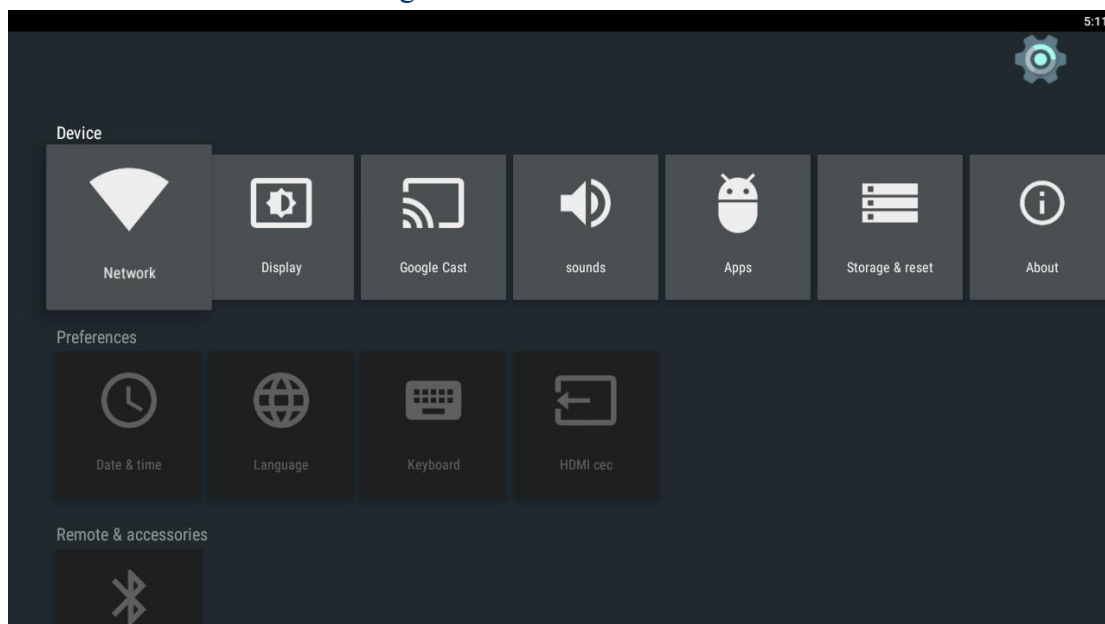 5:11
Device
Network
Display
Google Cast
sounds
Apps
Storage & reset
About
Preferences
Date & time
Language
Keyboard
HDMI cec
Remote & accessories